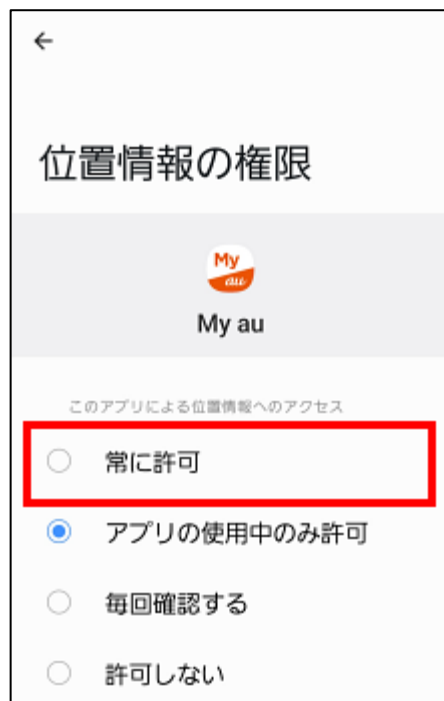 位置情報の権限
My
au
My au
このアプリによる位置情報へのアクセス
常に許可
アプリの使用中のみ許可
毎回確認する
許可しない